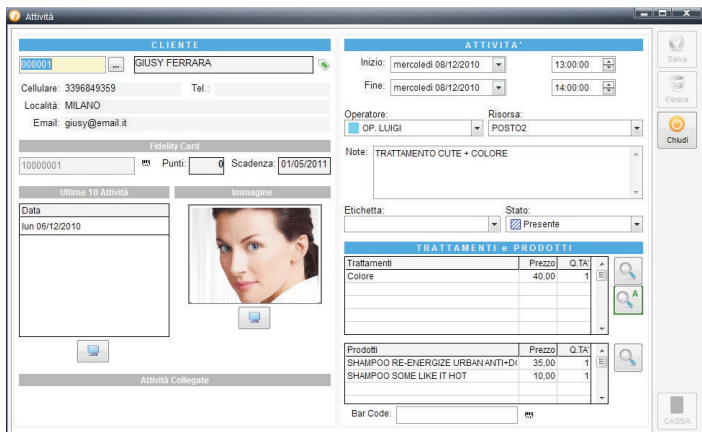 Attività
CLIENTE
000001 ... GIUSY FERRARA
Cellulare: 3396849359 Tel.:
Località: MILANO
Email: giusy@email.it
Fidelity Card
10000001 Punti: 0 Scadenza: 01/05/2011
Ultime 10 Attività
Data
lun 06/12/2010
Immagine
Attività Collegate
ATTIVITA'
Inizio: mercoledì 08/12/2010 13:00:00
Fine: mercoledì 08/12/2010 14:00:00
Operatore: Risorsa:
OP. LUIGI POSTO2
Note: TRATTAMENTO CUTE + COLORE
Etichetta: Stato:
Presente
TRATTAMENTI e PRODOTTI
Trattamenti Prezzo Q.TA'
Colore 40,00 1
A
Prodotti Prezzo Q.TA'
SHAMPOO RE-ENERGIZE URBAN ANTI+D 35,00 1
SHAMPOO SOME LIKE IT HOT 10,00 1
Bar Code:
Salva
Elimina
Chiudi
CASSA